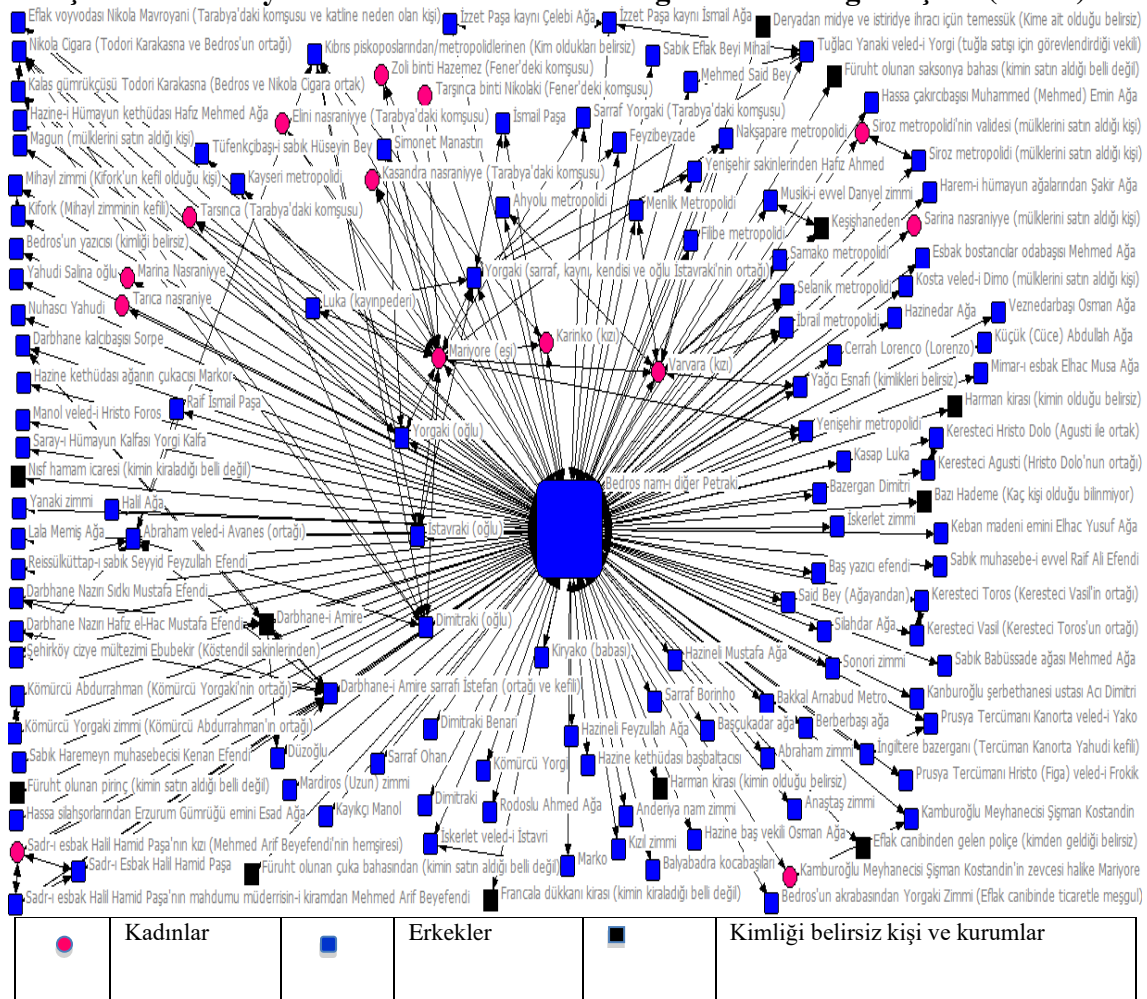 Eflak voyvodası Nikola Mavroyani (Tarabya'daki komşusu ve katline neden olan kişi)
İzzet Paşa kaynı Çelebi Ağa
İzzet Paşa kaynı İsmail Ağa
Deryadan midye ve istiridye ihracı içün temessük (Kime ait olduğu belirsiz)
Nikola Cigara (Todori Karakasna ve Bedros'un ortağı)
Kıbrıs piskoposlarından/metropolidlerinen (Kim oldukları belirsiz)
Sabık Eflak Beyi Mihail
Tuğlacı Yanaki veled-i Yorgi (tuğla satışı için görevlendirdiği vekil)
Zoli binti Hazemez (Fener'deki komşusu)
Mehmed Said Bey
Füruht olunan saksonya bahası (kimin satın aldığı belli değil)
Kalas gümrükçüsü Todori Karakasna (Bedros ve Nikola Cigara ortak)
Tarsınca binti Nikolaki (Fener'deki komşusu)
Hassa çakırcıbaşısı Muhammed (Mehmed) Emin Ağa
Hazine-i Hümayun kethüdası Hafız Mehmed Ağa
Elini nasraniyye (Tarabya'daki komşusu)
İsmail Paşa
Sarraf Yorgaki (Tarabya'daki komşusu)
Siroz metropolidi'nin validesi (mülklerini satın aldığı kişi)
Magun (mülklerini satın aldığı kişi)
Tüfenkçibaşı-i sabık Hüseyin Bey
Simonet Manastırı
Feyzibeyzade
Nakşapare metropolidi
Siroz metropolidi (mülklerini satın aldığı kişi)
Mihayl zimmi (Kifork'un kefil olduğu kişi)
Kayseri metropolidi
Kasandra nasraniyye (Tarabya'daki komşusu)
Yenişehir sakinlerinden Hafız Ahmed
Harem-i hümayun ağalarından Şakir Ağa
Kifork (Mihayl zimminin kefili)
Tarsınca (Tarabya'daki komşusu)
Ahyolu metropolidi
Menlik Metropolidi
Musiki-i evvel Danyel zimmi
Keşişhaneden
Sarina nasraniyye (mülklerini satın aldığı kişi)
Bedros'un yazıcısı (kimliği belirsiz)
Filibe metropolidi
Samako metropolidi
Esbak bostancılar odabaşısı Mehmed Ağa
Yahudi Salina oğlu
Marina Nasraniyye
Yorgaki (sarraf, kaynı, kendisi ve oğlu Istavraki'nin ortağı)
Selanik metropolidi
Kosta veled-i Dimo (mülklerini satın aldığı kişi)
Nuhascı Yahudi
Tarıca nasraniye
Luka (kayınpederi)
İbrail metropolidi
Hazinedar Ağa
Veznedarbaşı Osman Ağa
Darbhane kalcıbaşısı Sorpe
Mariyore (eşi)
Karinko (kızı)
Varvara (kızı)
Cerrah Lorenco (Lorenzo)
Küçük (Cüce) Abdullah Ağa
Hazine kethüdası ağanın çukacısı Markor
Yağcı Esnafı (kimlikleri belirsiz)
Mimar-ı esbak Elhac Musa Ağa
Manol veled-i Hristo Foros
Raif İsmail Paşa
Harman kirası (kimin olduğu belirsiz)
Saray-ı Hümayun Kalfası Yorgi Kalfa
Yorgaki (oğlu)
Yenişehir metropolidi
Keresteci Hristo Dolo (Agusti ile ortak)
Nısf hamam icaresi (kimin kiraladığı belli değil)
Kasap Luka
Keresteci Agusti (Hristo Dolo'nun ortağı)
Bedros nam-ı diğer Petraki
Bazergan Dimitri
Bazı Hademe (Kaç kişi olduğu bilinmiyor)
Yanaki zimmi
Halil Ağa
İskerlet zimmi
Keban madeni emini Elhac Yusuf Ağa
Lala Memiş Ağa
Abraham veled-i Avanes (ortağı)
İstavraki (oğlu)
Reissülküttap-ı sabık Seyyid Feyzullah Efendi
Baş yazıcı efendi
Sabık muhasebe-i evvel Raif Ali Efendi
Darbhane Nazırı Sıdkı Mustafa Efendi
Said Bey (Ağayandan)
Keresteci Toros (Keresteci Vasil'in ortağı)
Darbhane Nazırı Hafız el-Hac Mustafa Efendi
Darbhane-i Amire
Dimitraki (oğlu)
Silahdar Ağa
Keresteci Vasil (Keresteci Toros'un ortağı)
Şehirköy cizye mültezimi Ebubekir (Köstendil sakinlerinden)
Kiryako (babası)
Hazineli Mustafa Ağa
Sonori zimmi
Sabık Babüssade ağası Mehmed Ağa
Kömürcü Abdurrahman (Kömürcü Yorgaki'nin ortağı)
Darbhane-i Amire sarrafı İstefan (ortağı ve kefili)
Sarraf Borinho
Bakkal Arnabud Metro
Kanburoğlu şerbethanesi ustası Acı Dimitri
Kömürcü Yorgaki zimmi (Kömürcü Abdurrahman'ın ortağı)
Dimitraki Benari
Hazineli Feyzullah Ağa
Başçukadar ağa
Berberbaşı ağa
Prusya Tercümanı Kanorta veled-i Yako
Sabık Haremeyn muhasebecisi Kenan Efendi
Düzoğlu
Sarraf Ohan
Kömürcü Yorgi
Hazine kethüdası başbaltacısı
Abraham zimmi
İngiltere bazerganı (Tercüman Kanorta Yahudi kefili)
Füruht olunan pirinç (kimin satın aldığı belli değil)
Mardiros (Uzun) zimmi
Harman kirası (kimin olduğu belirsiz)
Prusya Tercümanı Hristo (Figa) veled-i Frokik
Hassa silahşorlarından Erzurum Gümrüğü emini Esad Ağa
Kayıkçı Manol
Dimitraki
Rodoslu Ahmed Ağa
Anderiya nam zimmi
Anaştaş zimmi
Kamburoğlu Meyhanecisi Şişman Kostandin
Sadr-ı esbak Halil Hamid Paşa'nın kızı (Mehmed Arif Beyefendi'nin hemşiresi)
İskerlet veled-i İstavri
Kızıl zimmi
Hazine baş vekili Osman Ağa
Eflak canibinden gelen poliçe (kimden geldiği belirsiz)
Sadr-ı Esbak Halil Hamid Paşa
Füruht olunan çuka bahasından (kimin satın aldığı belli değil)
Marko
Balyabadra kocabaşıları
Kamburoğlu Meyhanecisi Şişman Kostandin'in zevcesi halike Mariyore
Sadr-ı esbak Halil Hamid Paşa'nın mahdumu müderrisin-i kiramdan Mehmed Arif Beyefendi
Francala dükkanı kirası (kimin kiraladığı belli değil)
Bedros'un akrabasından Yorgaki Zimmi (Eflak canibinde ticaretle meşgul)
Kadınlar
Erkekler
Kimliği belirsiz kişi ve kurumlar